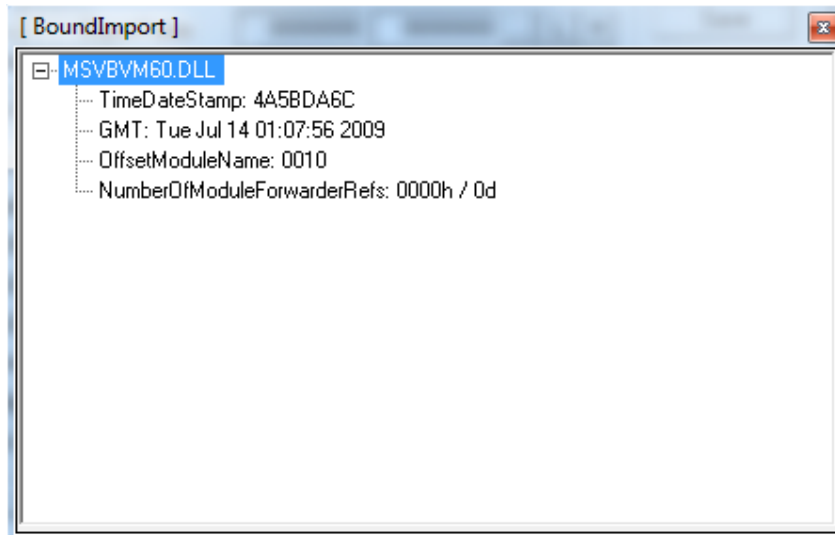 [ BoundImport ]
MSVBVM60.DLL
TimeDateStamp: 4A5BDA6C
GMT: Tue Jul 14 01:07:56 2009
OffsetModuleName: 0010
NumberOfModuleForwarderRefs: 0000h / 0d